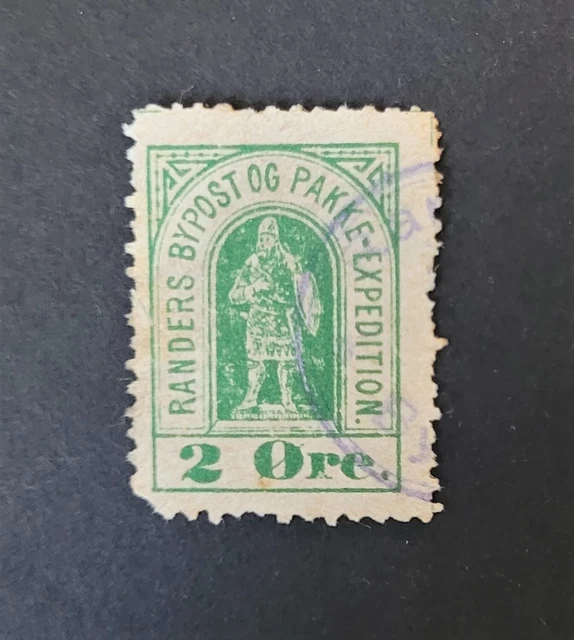 RANDERS BYPOST OG PAKKE-EXPEDITION.
2 Øre.